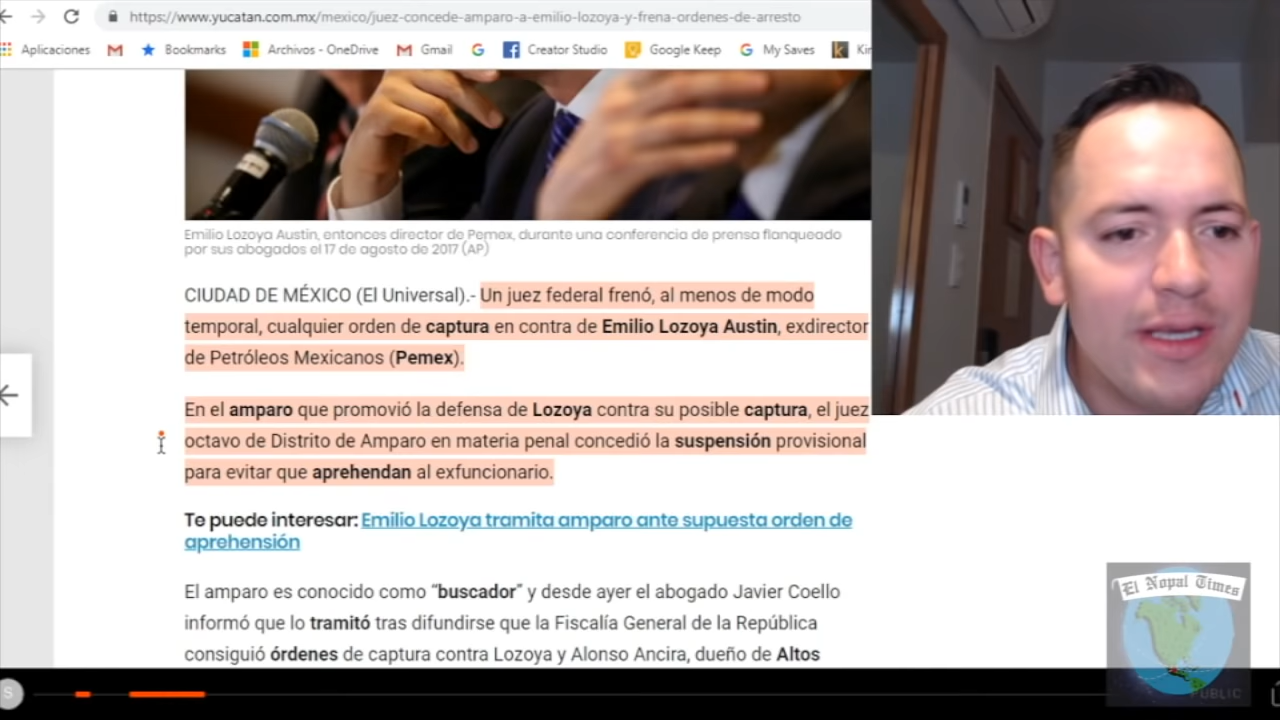 https://www.yucatan.com.mx/mexico/juez-concede-amparo-a-emilio-lozoya-y-frena-ordenes-de-arresto
Aplicaciones Bookmarks Archivos - OneDrive Gmail Creator Studio Google Keep My Saves
Emilio Lozoya Austin, entonces director de Pemex, durante una conferencia de prensa flanqueado
por sus abogados el 17 de agosto de 2017 (AP)
CIUDAD DE MÉXICO (El Universal).- Un juez federal frenó, al menos de modo
temporal, cualquier orden de captura en contra de Emilio Lozoya Austin, exdirector
de Petróleos Mexicanos (Pemex).
En el amparo que promovió la defensa de Lozoya contra su posible captura, el juez
octavo de Distrito de Amparo en materia penal concedió la suspensión provisional
para evitar que aprehendan al exfuncionario.
Te puede interesar: Emilio Lozoya tramita amparo ante supuesta orden de
aprehensión
El amparo es conocido como “buscador” y desde ayer el abogado Javier Coello
informó que lo tramitó tras difundirse que la Fiscalía General de la República
consiguió órdenes de captura contra Lozoya y Alonso Ancira, dueño de Altos
El Nopal Times
PUBLIC
S